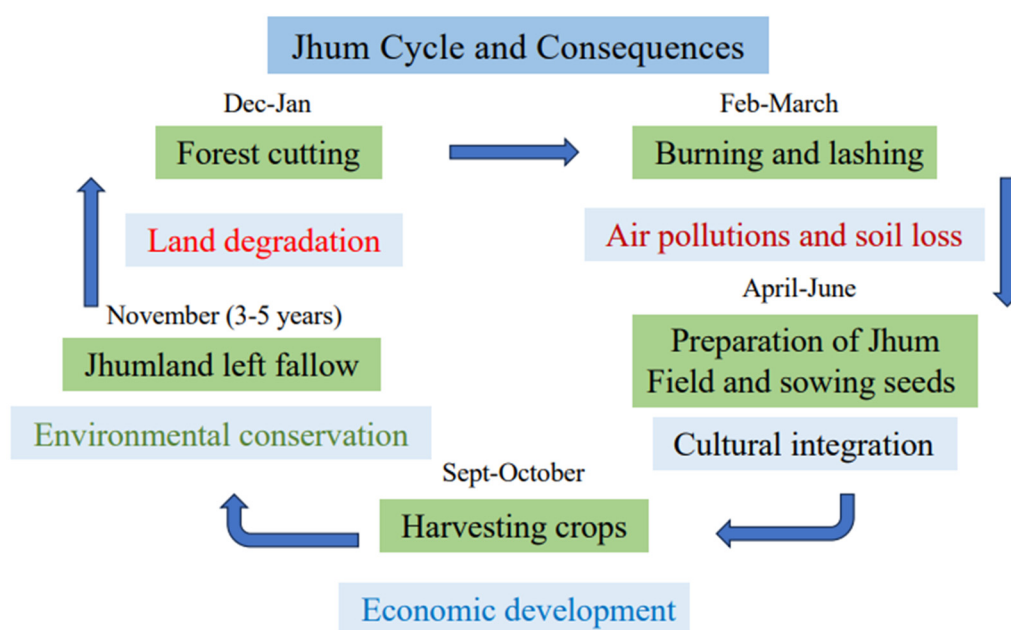 Jhum Cycle and Consequences
Dec-Jan
Forest cutting
Land degradation
Feb-March
Burning and lashing
Air pollutions and soil loss
April-June
Preparation of Jhum
Field and sowing seeds
Cultural integration
Sept-October
Harvesting crops
Economic development
November (3-5 years)
Jhumland left fallow
Environmental conservation